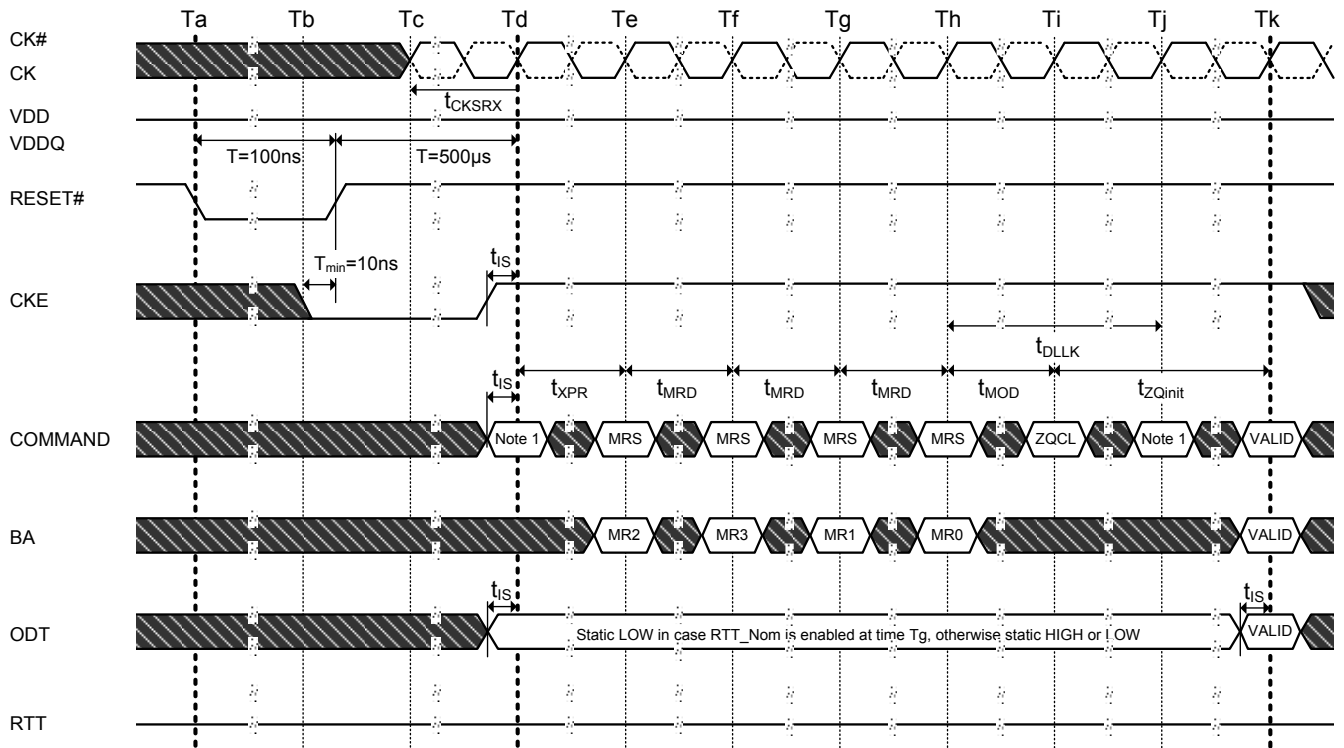 Ta Tb Tc Td Te Tf Tg Th Ti Tj Tk
CK#
CK
tCKSRX
VDD
VDDQ
T=100ns T=500µs
RESET#
Tmin=10ns tIS
CKE
tDLLK
tIS tXPR tMRD tMRD tMRD tMOD tZQinit
COMMAND Note 1 MRS MRS MRS MRS ZQCL Note 1 VALID
BA MR2 MR3 MR1 MR0 VALID
tIS tIS
ODT Static LOW in case RTT_Nom is enabled at time Tg, otherwise static HIGH or LOW VALID
RTT